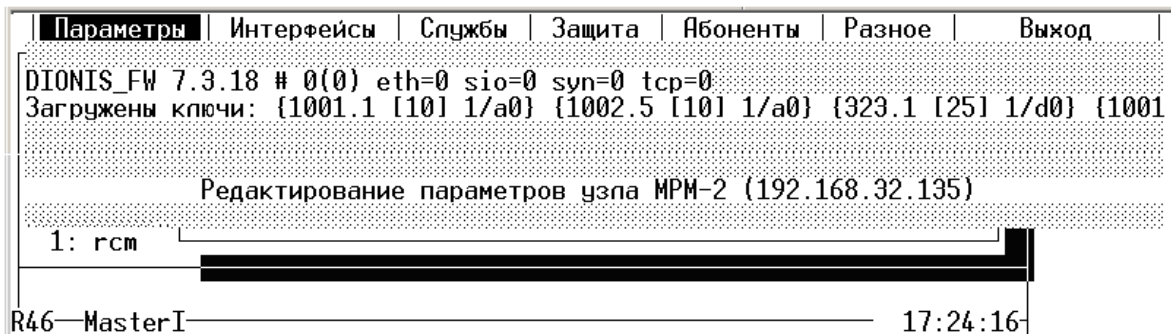 Параметры | Интерфейсы | Службы | Защита | Абоненты | Разное | Выход
DIONIS_FW 7.3.18 # 0(0) eth=0 sio=0 syn=0 tcp=0
Загружены ключи: {1001.1 [10] 1/a0} {1002.5 [10] 1/a0} {323.1 [25] 1/d0} {1001
Редактирование параметров узла MPM-2 (192.168.32.135)
1: rcm
R46—MasterI 17:24:16